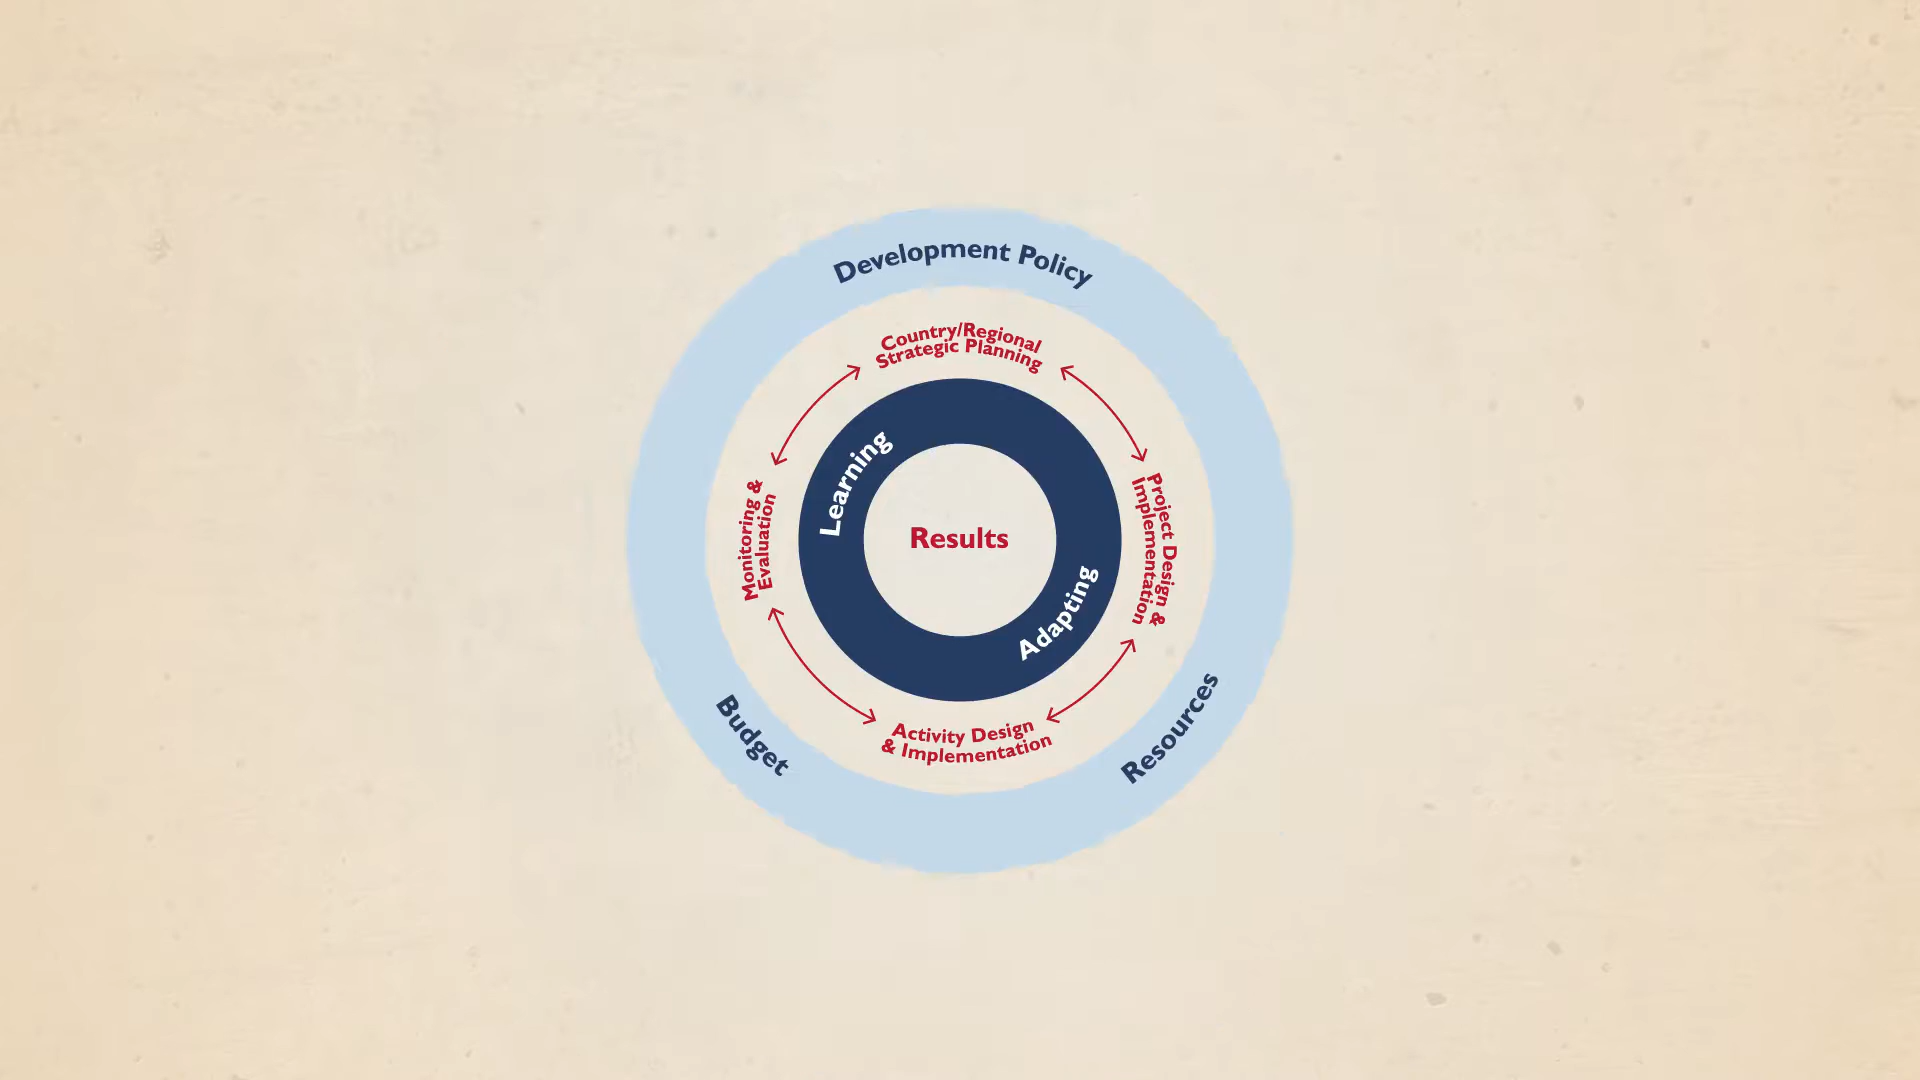 Development Policy
Country/Regional
Strategic Planning
Learning
Monitoring &
Evaluation
Results
Project Design &
Implementation
Adapting
Budget
Resources
Activity Design
& Implementation